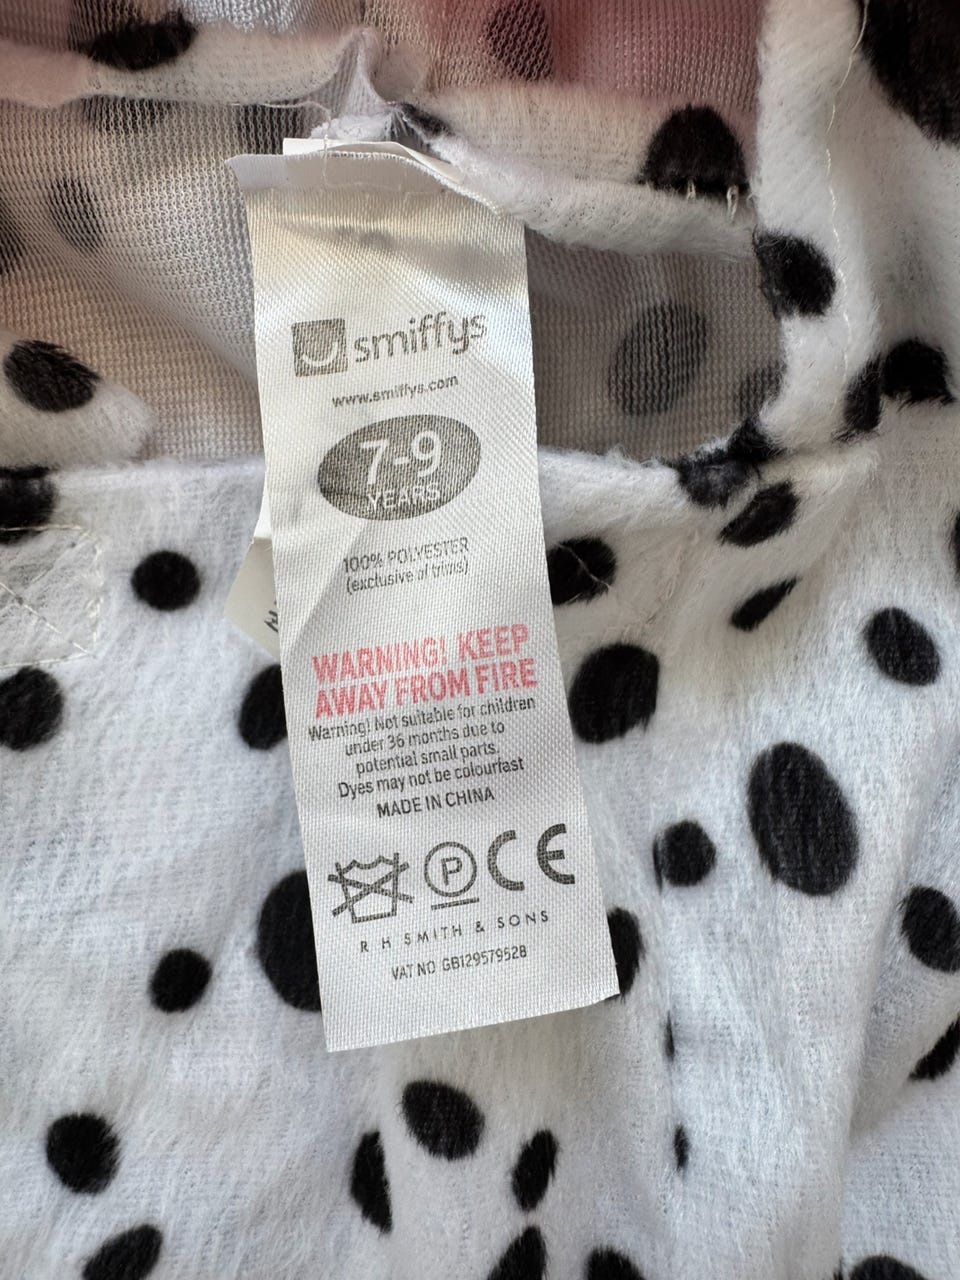 smiffys
www.smiffys.com
7-9
YEARS
100% POLYESTER
(exclusive of trims)
WARNING! KEEP
AWAY FROM FIRE
Warning! Not suitable for children
under 36 months due to
potential small parts.
Dyes may not be colourfast
MADE IN CHINA
P CE
R H SMITH & SONS
VAT NO GB129579528